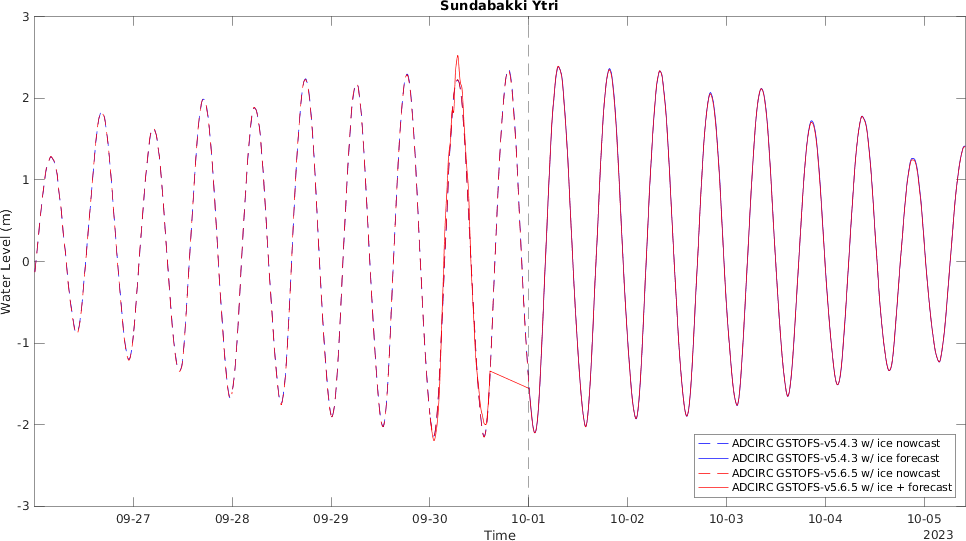 Sundabakki Ytri
3
2
1
0
-1
-2
-3
Water Level (m)
09-27
09-28
09-29
09-30
10-01
10-02
10-03
10-04
10-05
Time
2023
ADCIRC GSTOFS-v5.4.3 w/ ice nowcast
ADCIRC GSTOFS-v5.4.3 w/ ice forecast
ADCIRC GSTOFS-v5.6.5 w/ ice nowcast
ADCIRC GSTOFS-v5.6.5 w/ ice + forecast